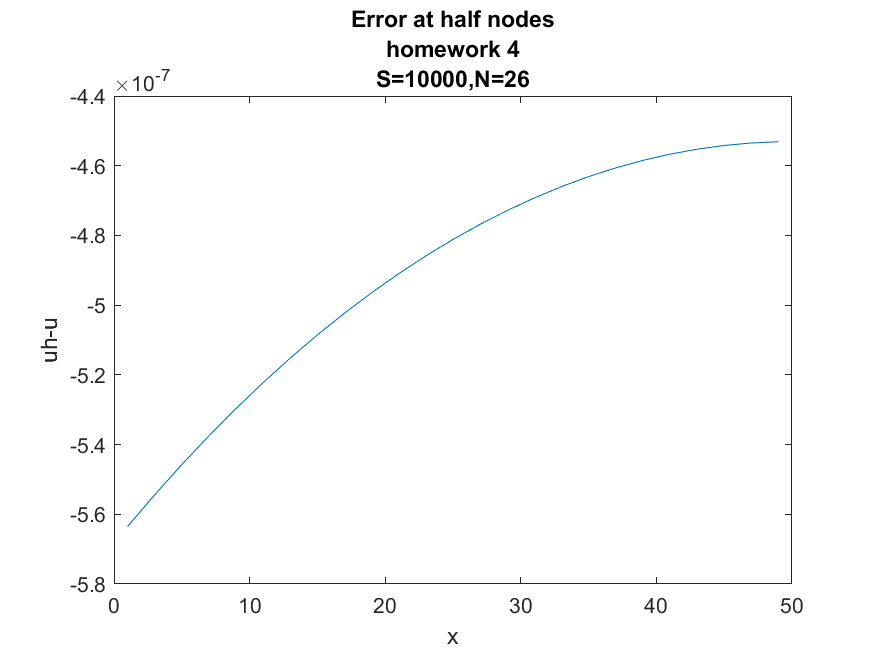 Error at half nodes
homework 4
S=10000,N=26
×10-7
-4.4
-4.6
-4.8
-5
-5.2
-5.4
-5.6
-5.8
uh-u
0 10 20 30 40 50
x